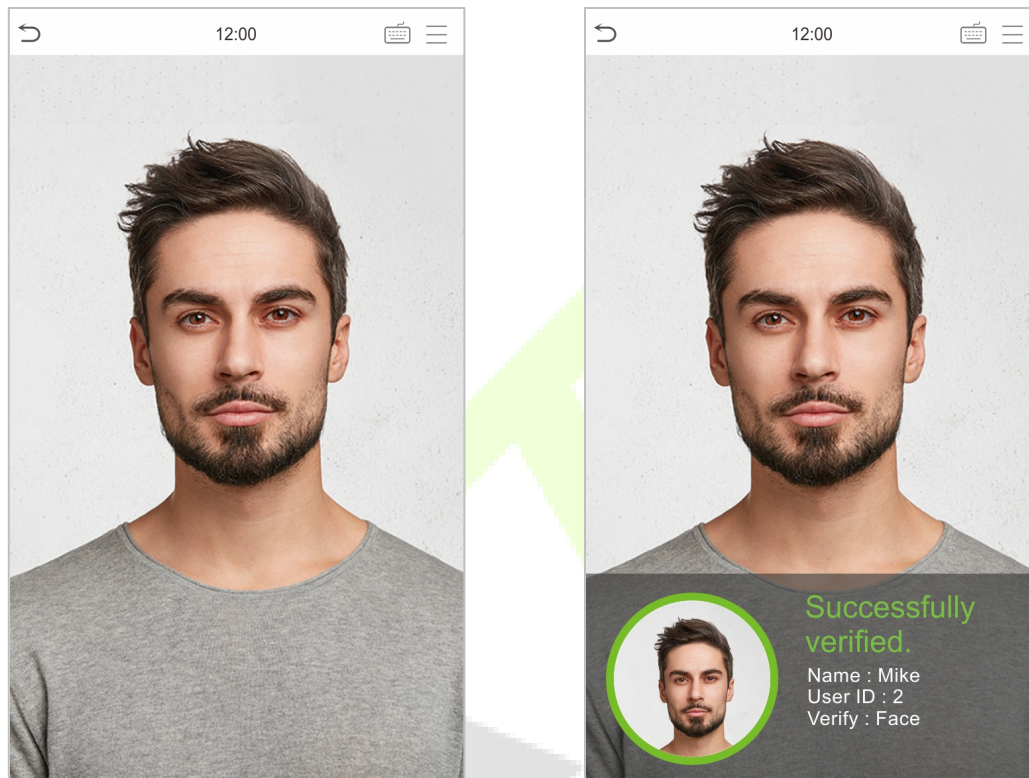 12:00
12:00
Successfully
verified.
Name : Mike
User ID : 2
Verify : Face